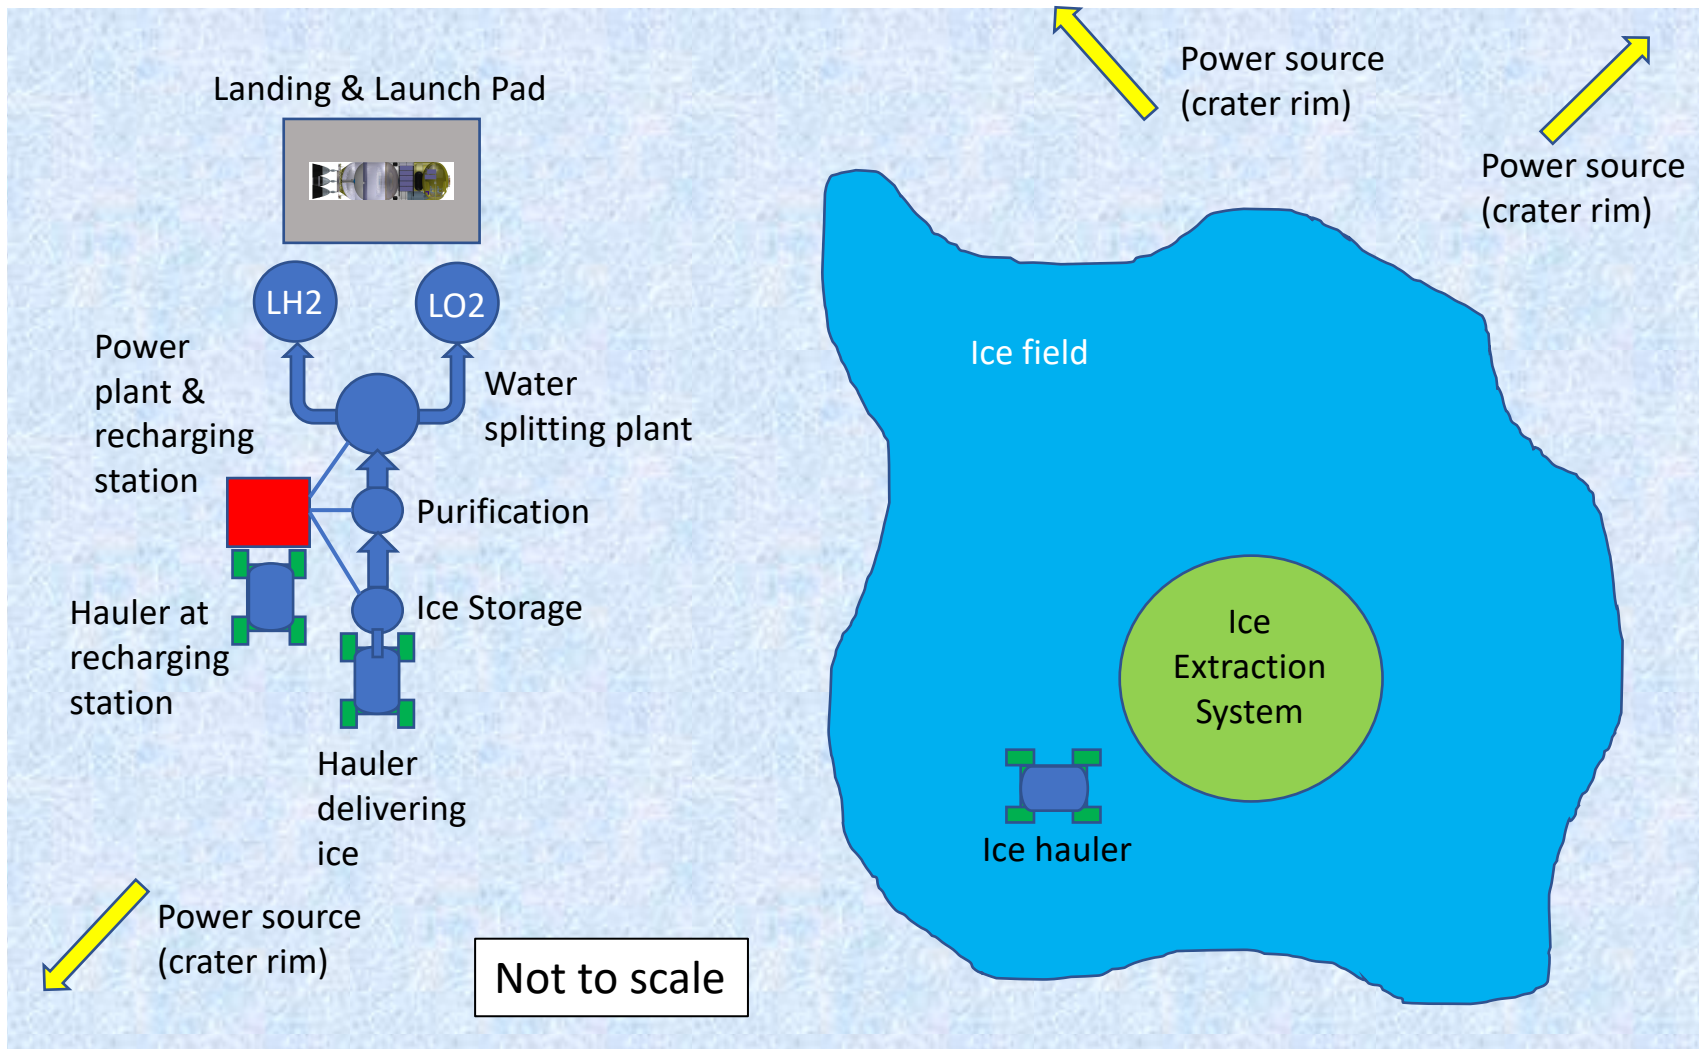 Landing & Launch Pad
Power source
(crater rim)
Power source
(crater rim)
LH2
LO2
Power
plant &
recharging
station
Water
splitting plant
Ice field
Purification
Ice Storage
Hauler at
recharging
station
Hauler
delivering
ice
Ice
Extraction
System
Ice hauler
Power source
(crater rim)
Not to scale